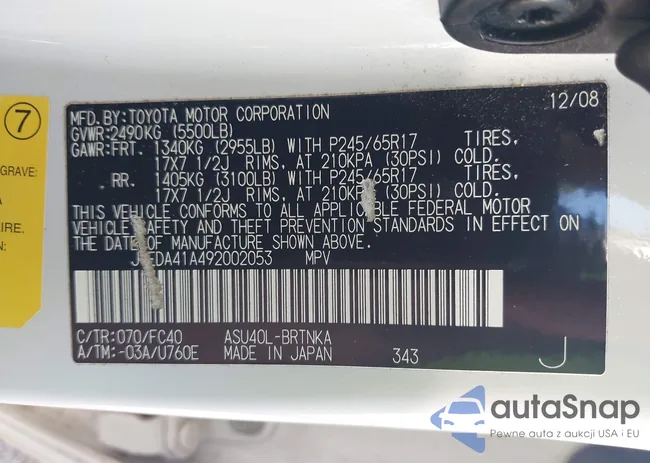 MFD.BY:TOYOTA MOTOR CORPORATION 12/08
GVWR:2490KG (5500LB)
GAWR:FRT. 1340KG (2955LB) WITH P245/65R17 TIRES,
17X7 1/2J RIMS, AT 210KPA (30PSI) COLD.
RR. 1405KG (3100LB) WITH P245/65R17 TIRES,
17X7 1/2J RIMS, AT 210KPA (30PSI) COLD.
THIS VEHICLE CONFORMS TO ALL APPLICABLE FEDERAL MOTOR
VEHICLE SAFETY AND THEFT PREVENTION STANDARDS IN EFFECT ON
THE DATE OF MANUFACTURE SHOWN ABOVE.
MPV
C/TR:070/FC40 ASU40L-BRTNKA
A/TM:-03A/U760E MADE IN JAPAN 343 J
7
GRAVE:
AIRE.
N :
autaSnap
Pewne auta z aukcji USA i EU